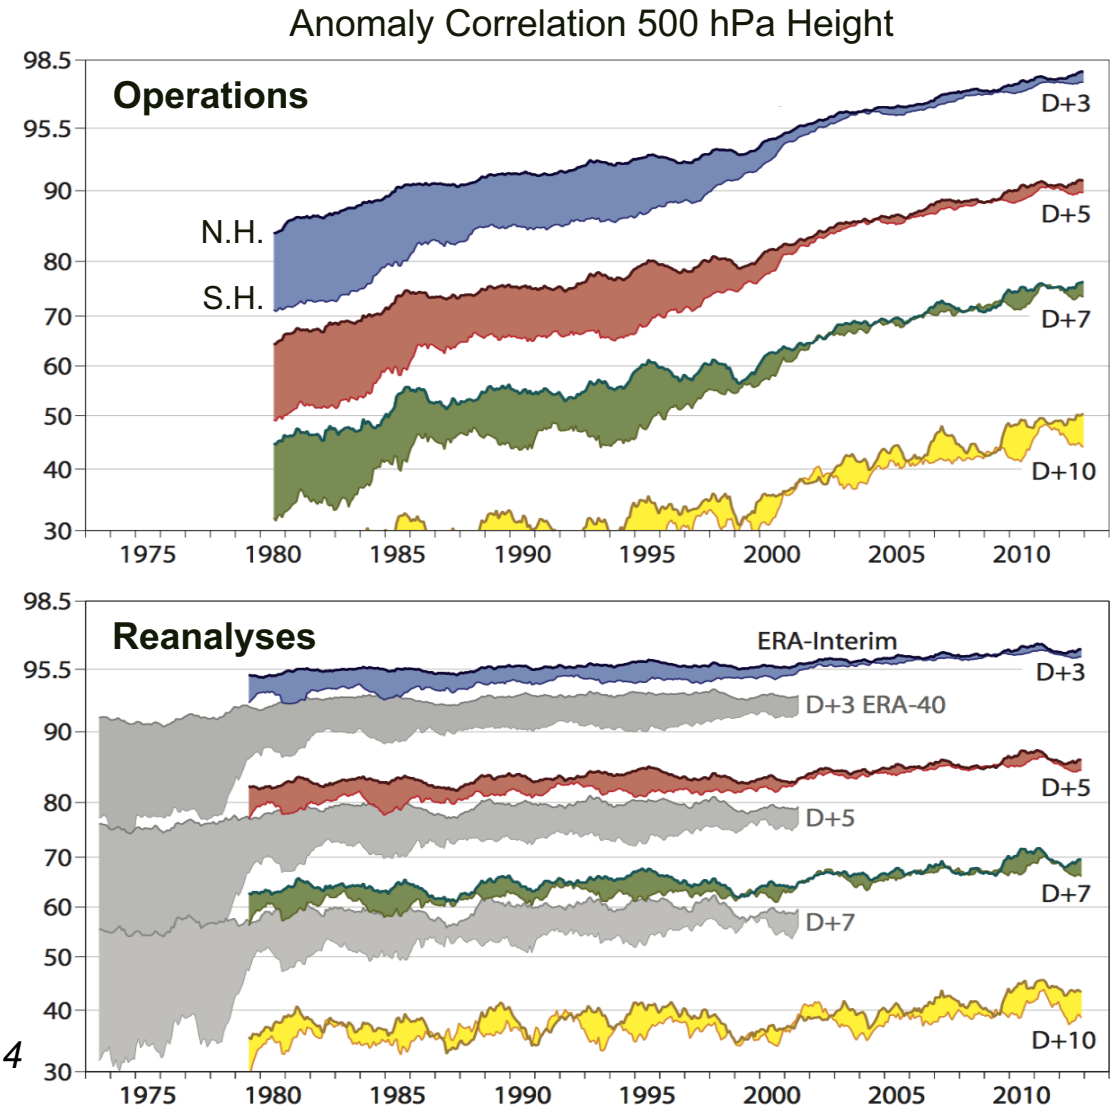 Anomaly Correlation 500 hPa Height
98.5
Operations
D+3
95.5
90
D+5
N.H.
80
S.H.
70
D+7
60
50
D+10
40
30
1975 1980 1985 1990 1995 2000 2005 2010
98.5
Reanalyses
ERA-Interim
95.5
D+3
D+3 ERA-40
90
D+5
80
D+5
70
D+7
60
D+7
50
40
D+10
4
30
1975 1980 1985 1990 1995 2000 2005 2010